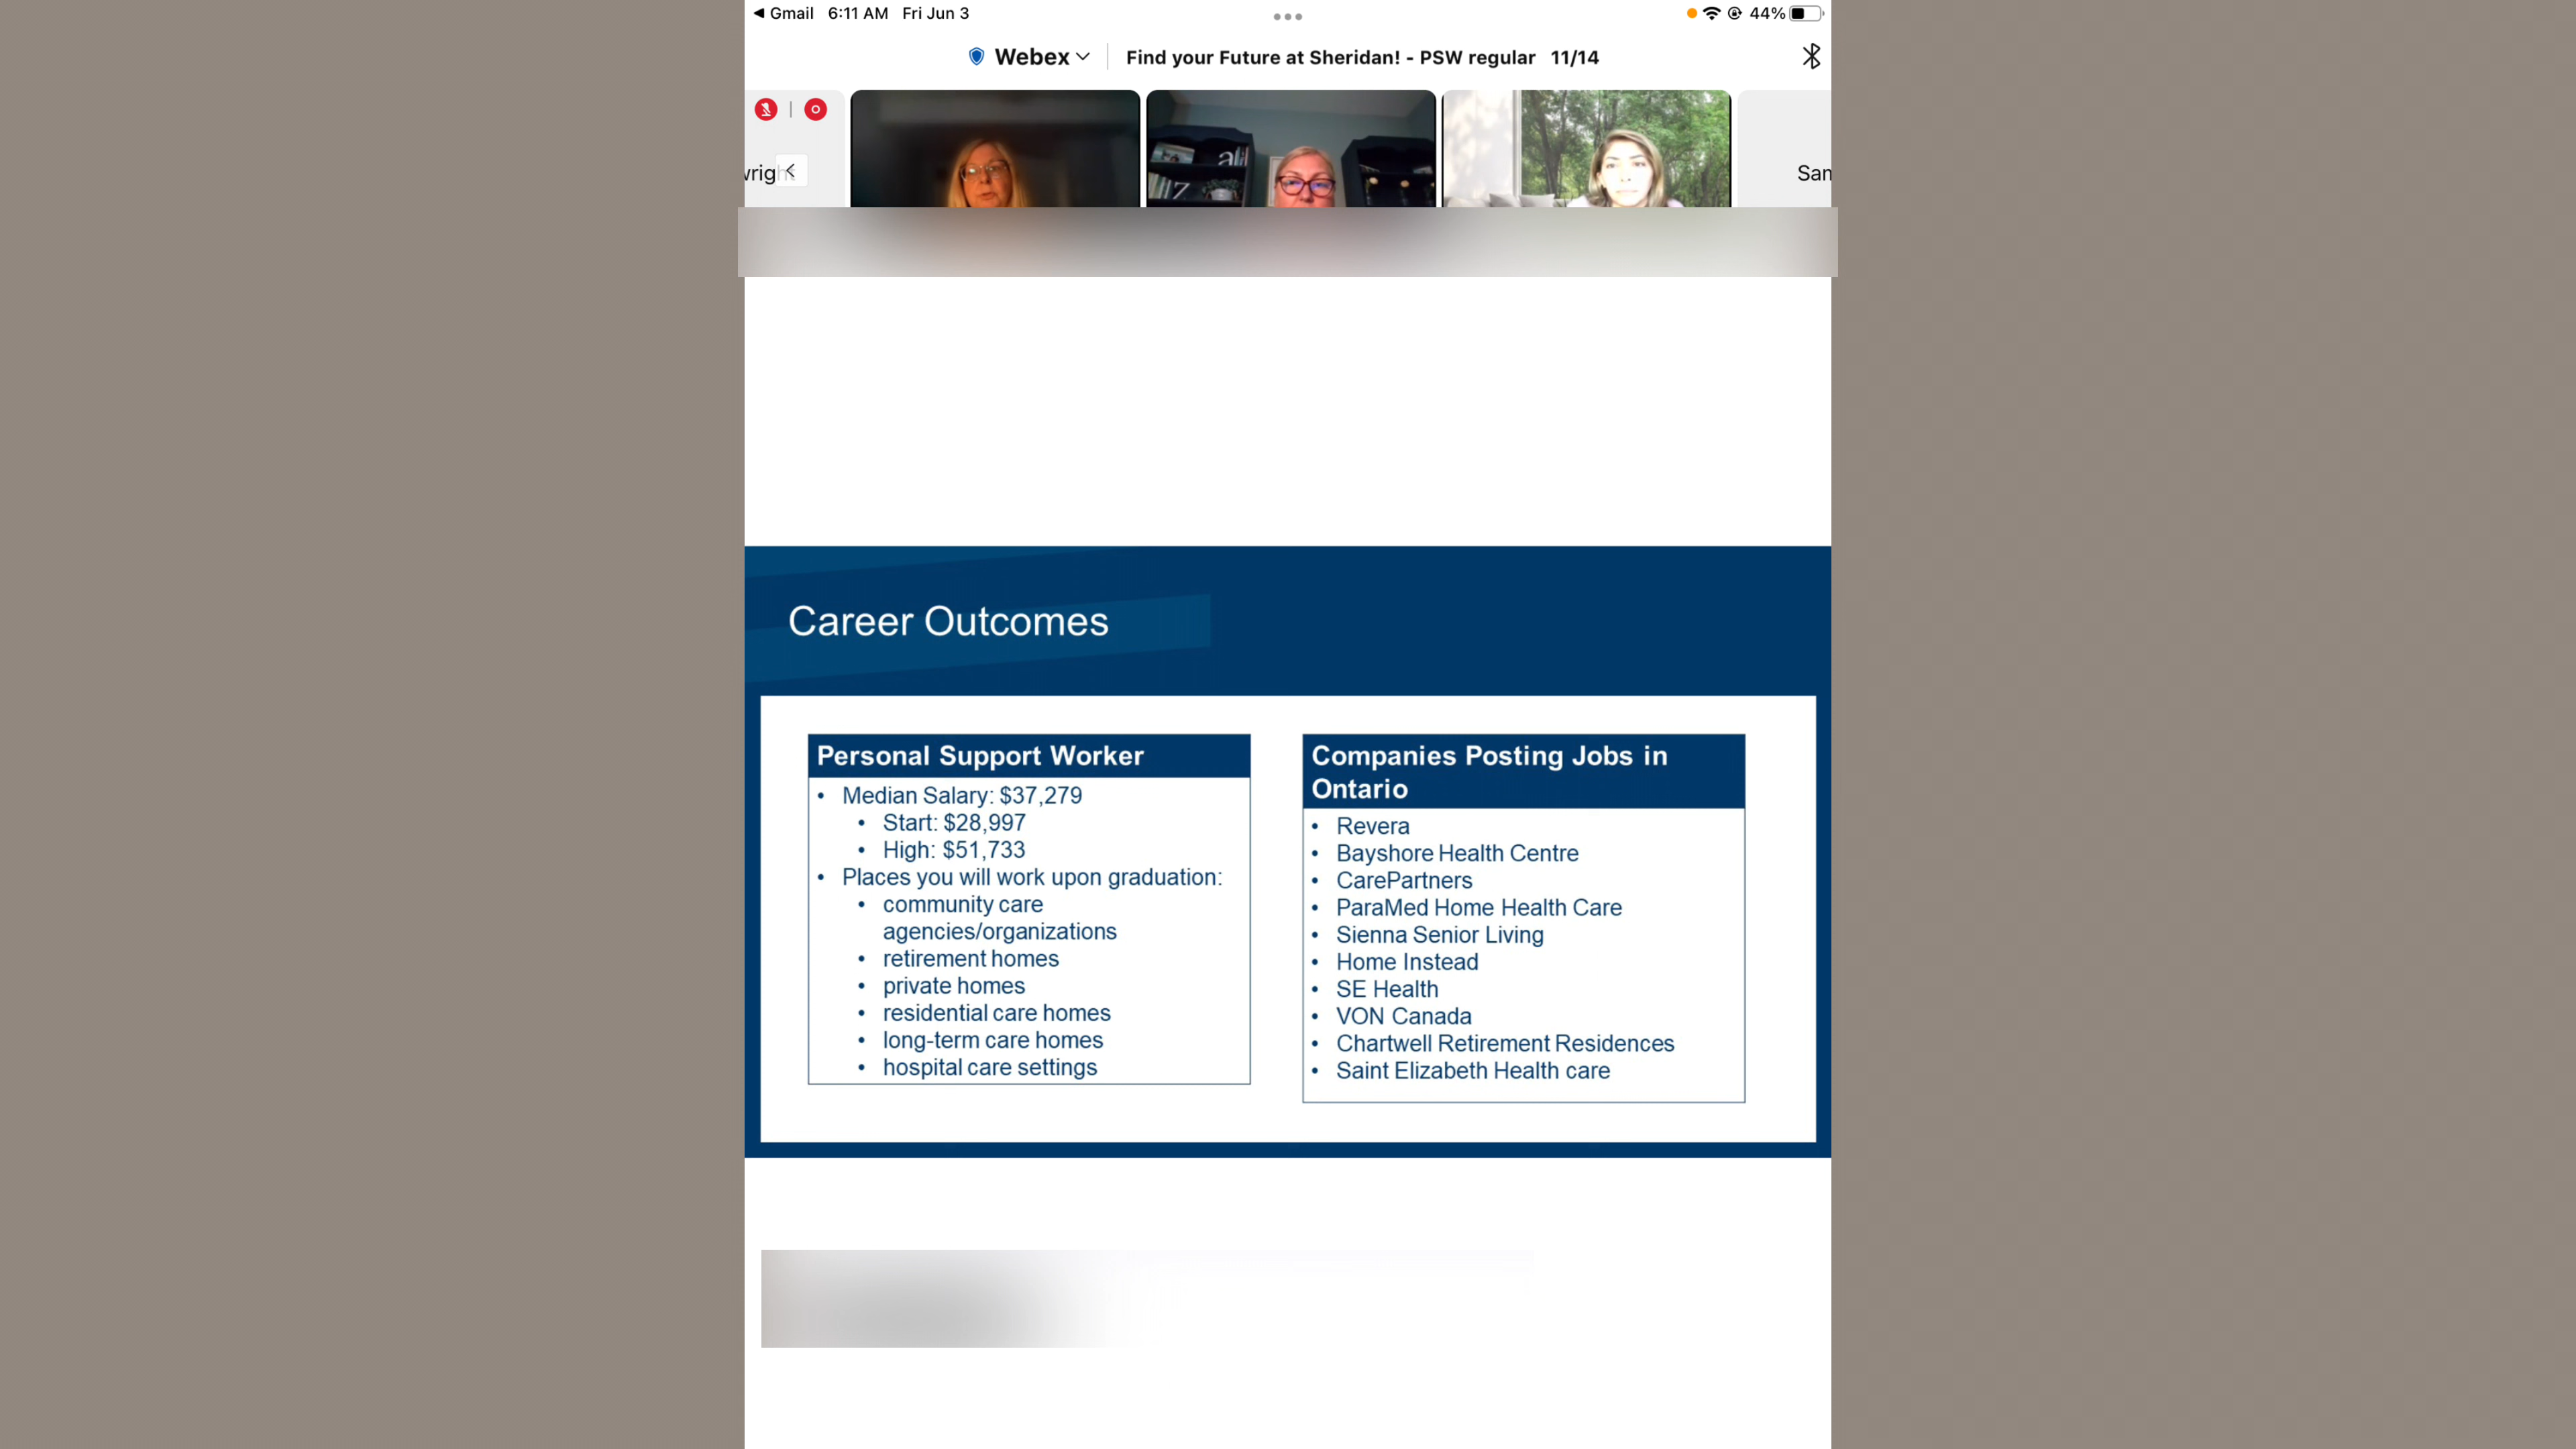 Gmail 6:11 AM Fri Jun 3
44%
Webex Find your Future at Sheridan! - PSW regular 11/14
ali
Z
Career Outcomes
Personal Support Worker
• Median Salary: $37,279
• Start: $28,997
• High: $51,733
• Places you will work upon graduation:
• community care
agencies/organizations
• retirement homes
• private homes
• residential care homes
• long-term care homes
• hospital care settings
Companies Posting Jobs in
Ontario
• Revera
• Bayshore Health Centre
• CarePartners
• ParaMed Home Health Care
• Sienna Senior Living
• Home Instead
• SE Health
• VON Canada
• Chartwell Retirement Residences
• Saint Elizabeth Health care